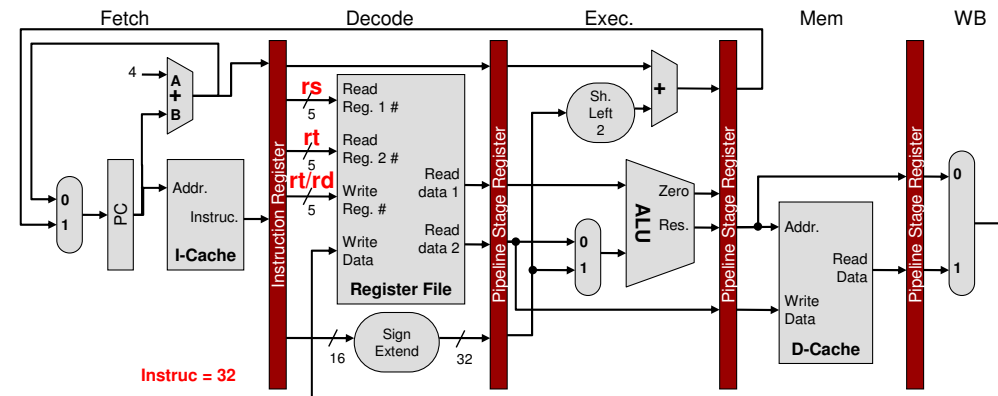 Fetch
Decode
Exec.
Mem
WB
4
A
+
B
0
1
PC
Addr.
Instruc.
I-Cache
Instruction Register
rs
5
rt
5
rt/rd
5
Read
Reg. 1 #
Read
Reg. 2 #
Write
Reg. #
Write
Data
Read
data 1
Read
data 2
Register File
16
Sign
Extend
32
Instruc = 32
Pipeline Stage Register
Sh.
Left
2
+
0
1
ALU
Zero
Res.
Pipeline Stage Register
Addr.
Read
Data
Write
Data
D-Cache
Pipeline Stage Register
0
1